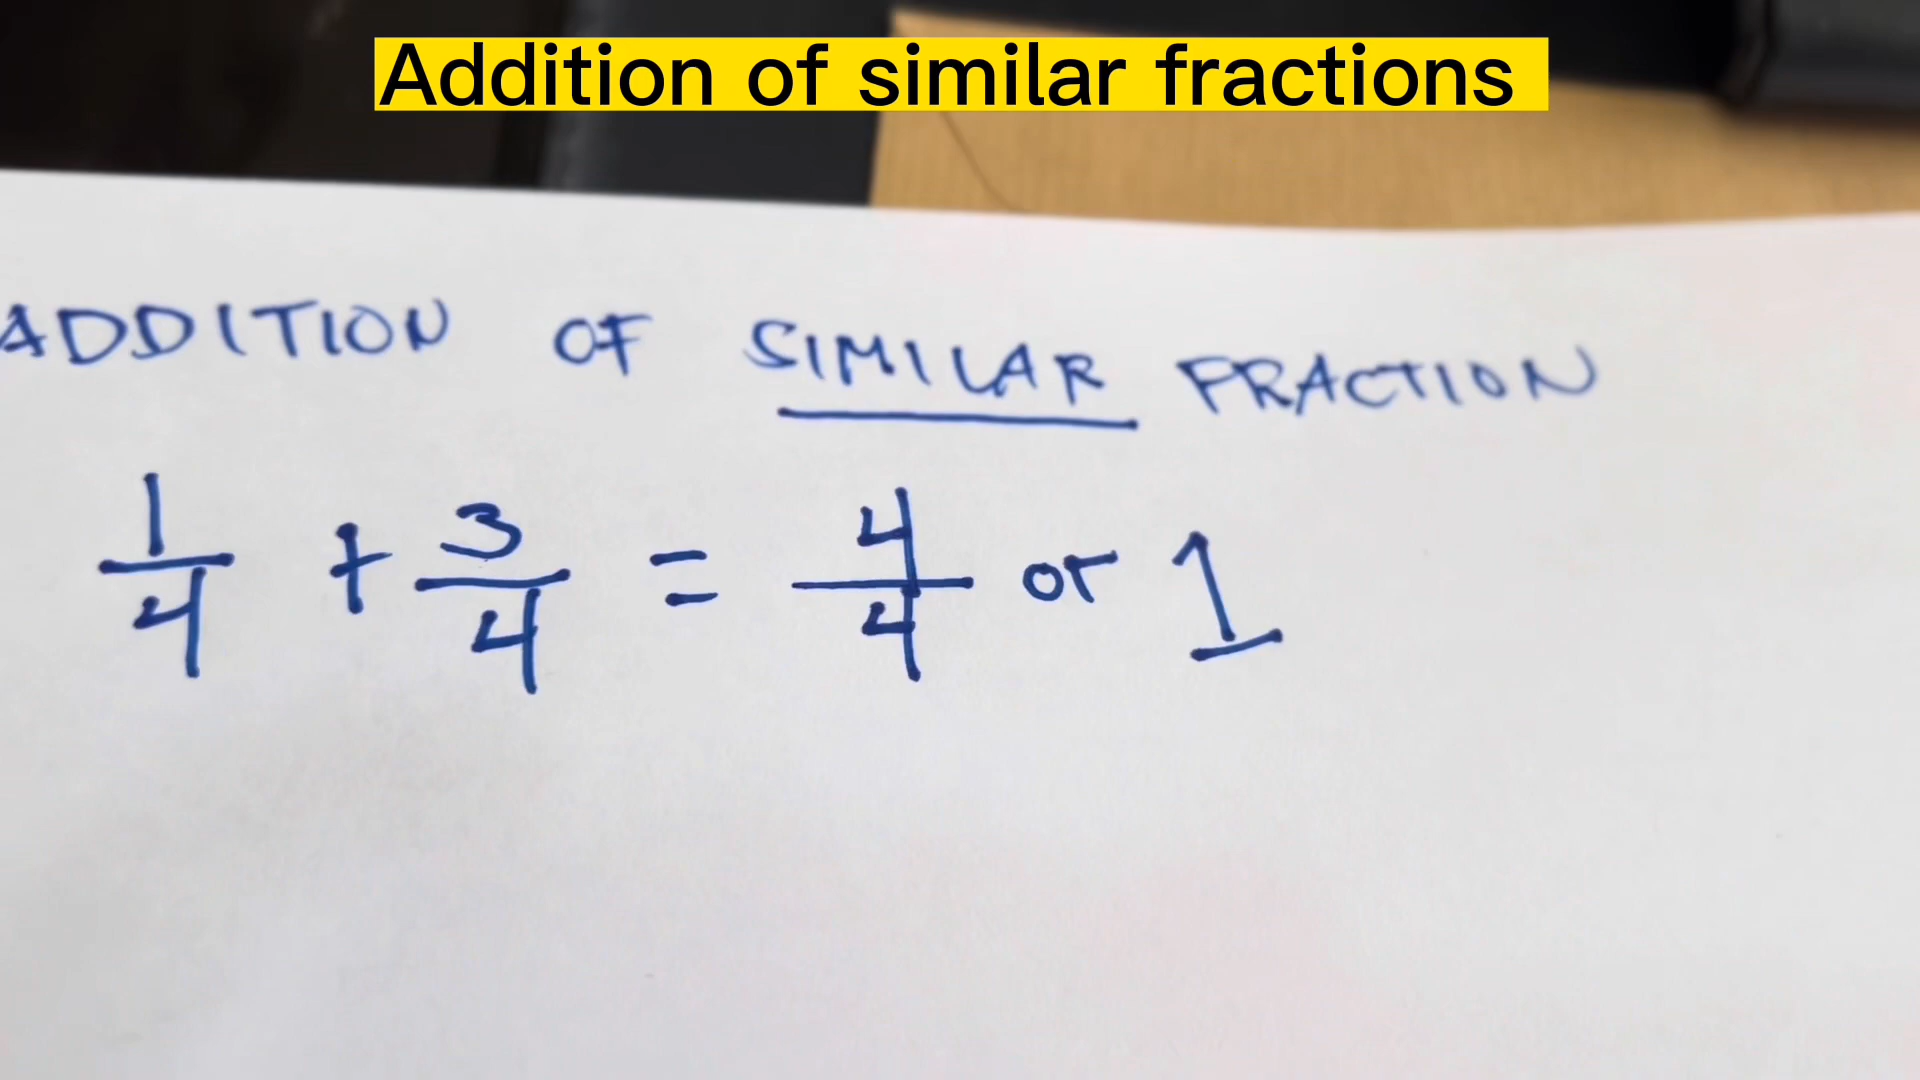 Addition of similar fractions
ADDITION OF SIMILAR FRACTION
1/4 + 3/4 = 4/4 or 1